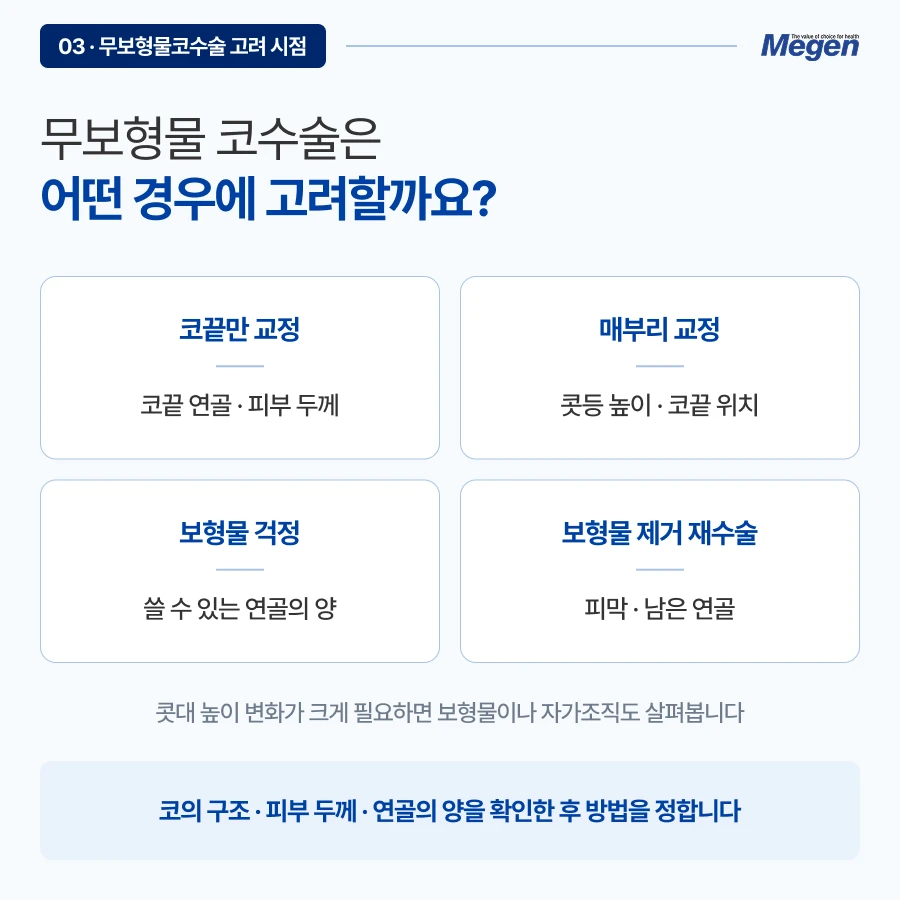 03 · 무보형물코수술 고려 시점
The value of choice for health
Megen
무보형물 코수술은
어떤 경우에 고려할까요?
코끝만 교정
코끝 연골 · 피부 두께
매부리 교정
콧등 높이 · 코끝 위치
보형물 걱정
쓸 수 있는 연골의 양
보형물 제거 재수술
피막 · 남은 연골
콧대 높이 변화가 크게 필요하면 보형물이나 자가조직도 살펴봅니다
코의 구조 · 피부 두께 · 연골의 양을 확인한 후 방법을 정합니다